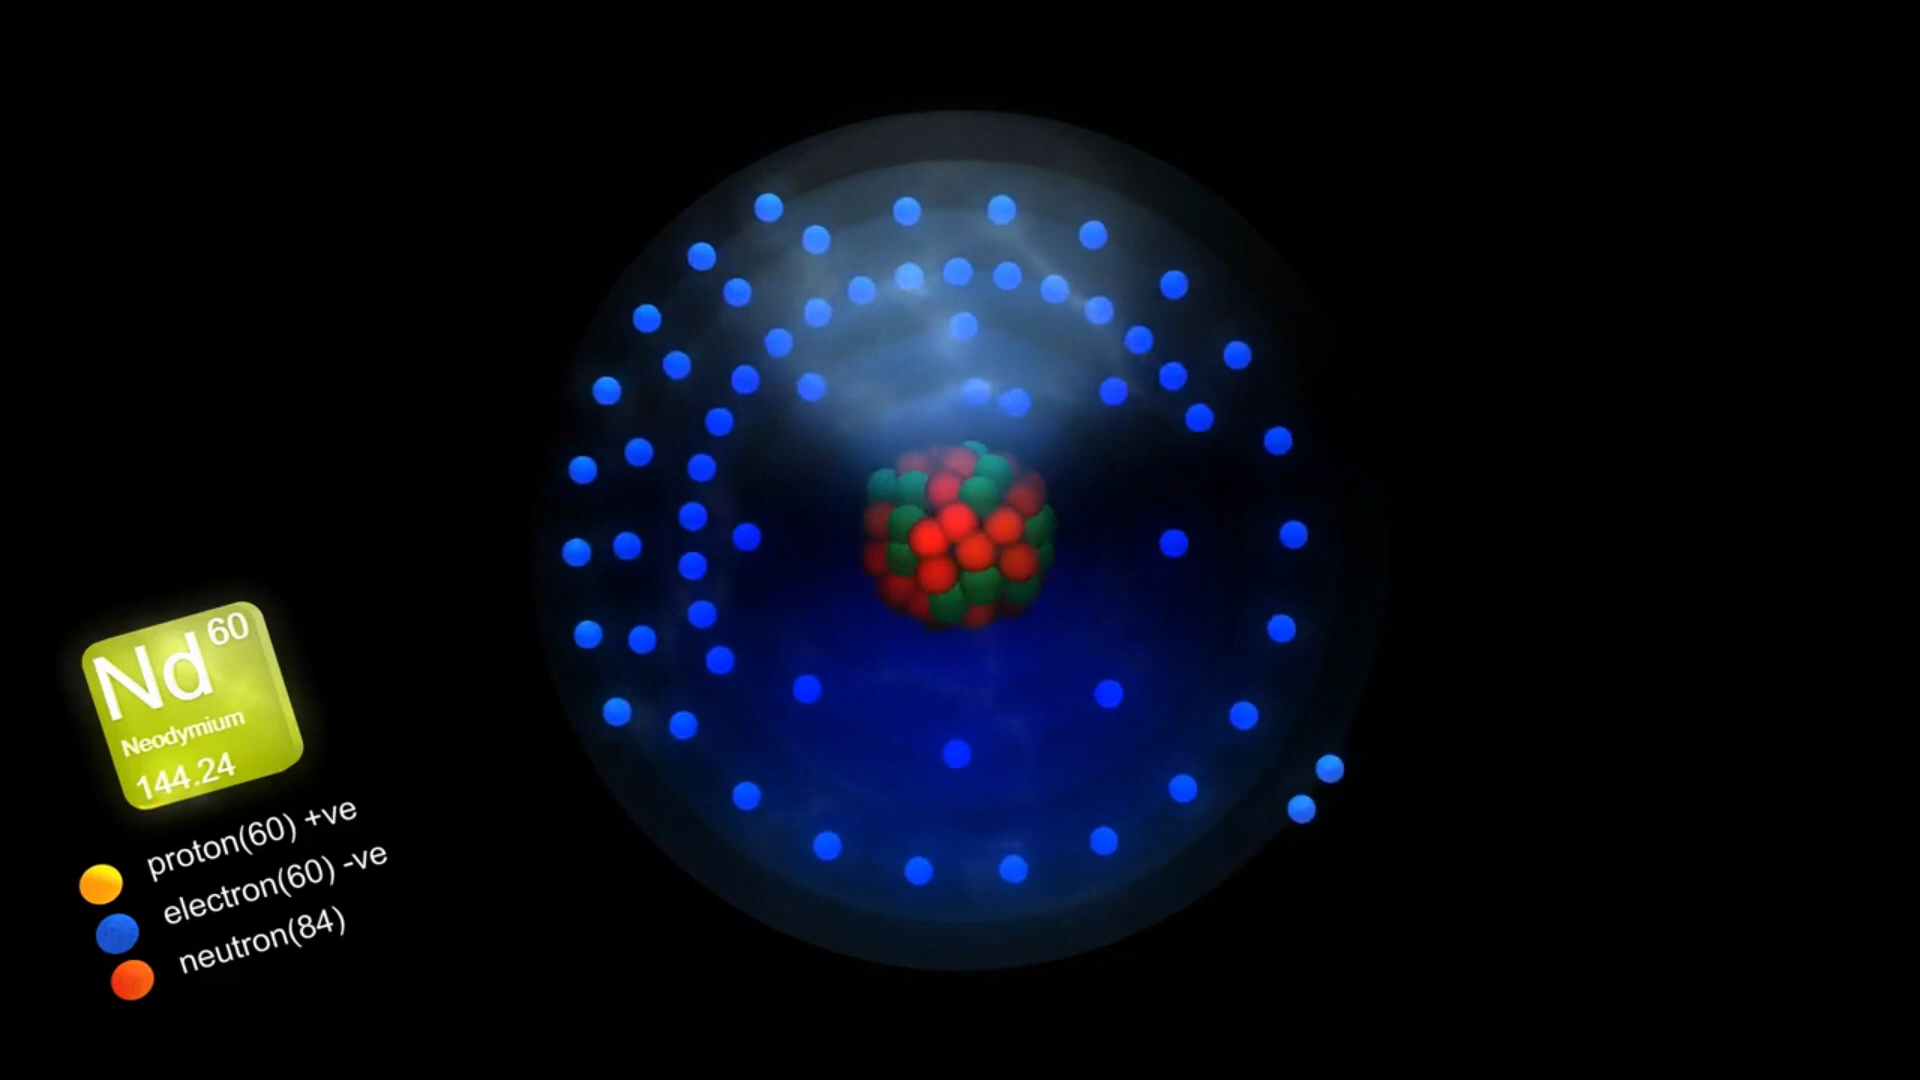 Nd 60
Neodymium
144.24
proton(60) +ve
electron(60) -ve
neutron(84)